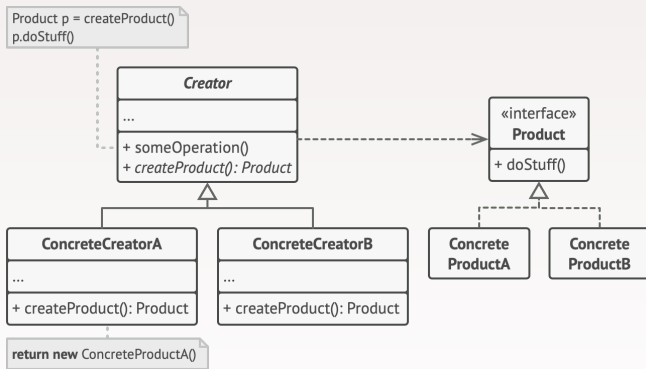 Product p = createProduct()
p.doStuff()
Creator
...
+ someOperation()
+ createProduct(): Product
«interface»
Product
+ doStuff()
ConcreteCreatorA
...
+ createProduct(): Product
ConcreteCreatorB
...
+ createProduct(): Product
Concrete
ProductA
Concrete
ProductB
return new ConcreteProductA()